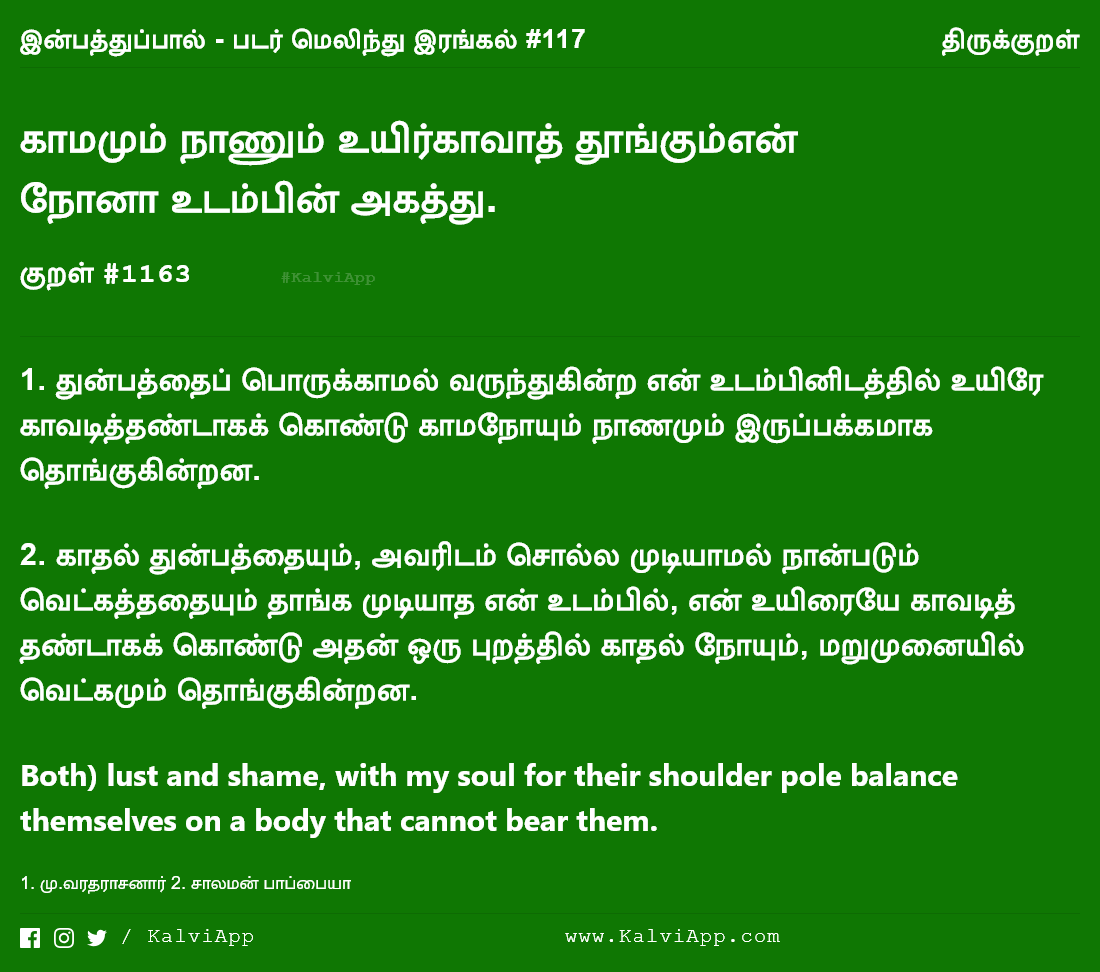 இன்பத்துப்பால் - படர் மெலிந்து இரங்கல் #117 திருக்குறள்
காமமும் நாணும் உயிர்காவாத் தூங்கும்என்
நோனா உடம்பின் அகத்து.
குறள் #1163 #KalviApp
1. துன்பத்தைப் பொருக்காமல் வருந்துகின்ற என் உடம்பினிடத்தில் உயிரே
காவடித்தண்டாகக் கொண்டு காமநோயும் நாணமும் இருப்பக்கமாக
தொங்குகின்றன.
2. காதல் துன்பத்தையும், அவரிடம் சொல்ல முடியாமல் நான்படும்
வெட்கத்ததையும் தாங்க முடியாத என் உடம்பில், என் உயிரையே காவடித்
தண்டாகக் கொண்டு அதன் ஒரு புறத்தில் காதல் நோயும், மறுமுனையில்
வெட்கமும் தொங்குகின்றன.
Both) lust and shame, with my soul for their shoulder pole balance
themselves on a body that cannot bear them.
1. மு.வரதராசனார் 2. சாலமன் பாப்பையா
/ KalviApp www.KalviApp.com